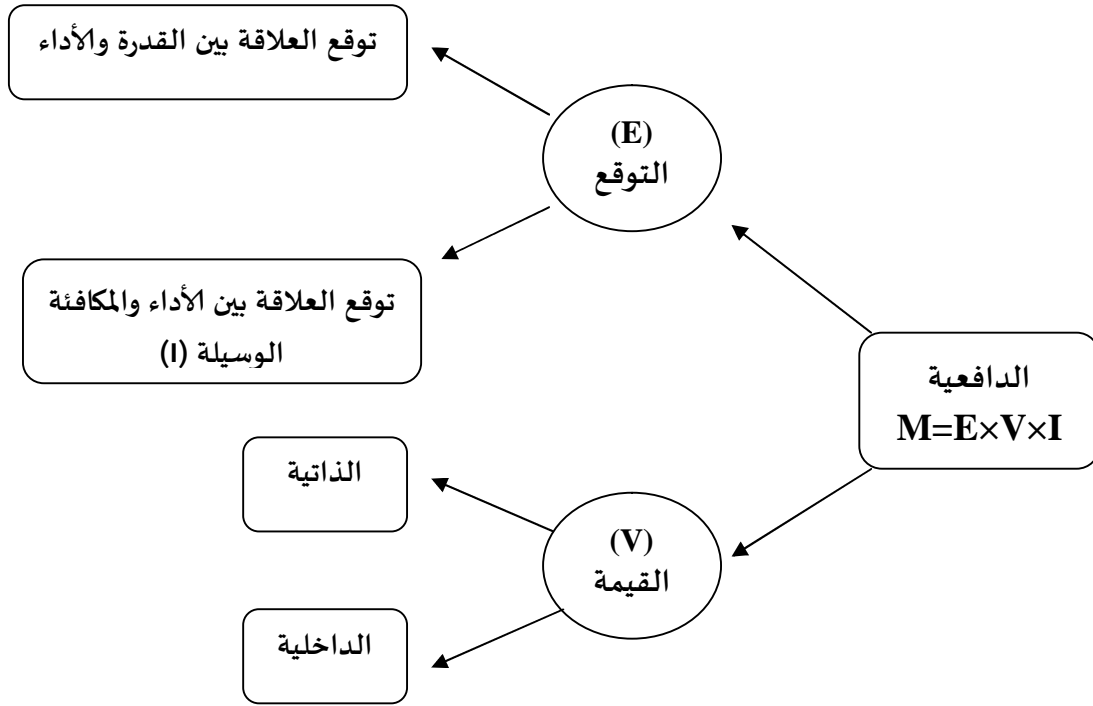 توقع العلاقة بين القدرة والأداء
(E)
التوقع
توقع العلاقة بين الأداء والمكافئة
الوسيلة (I)
الدافعية
M=E×V×I
الذاتية
(V)
القيمة
الداخلية